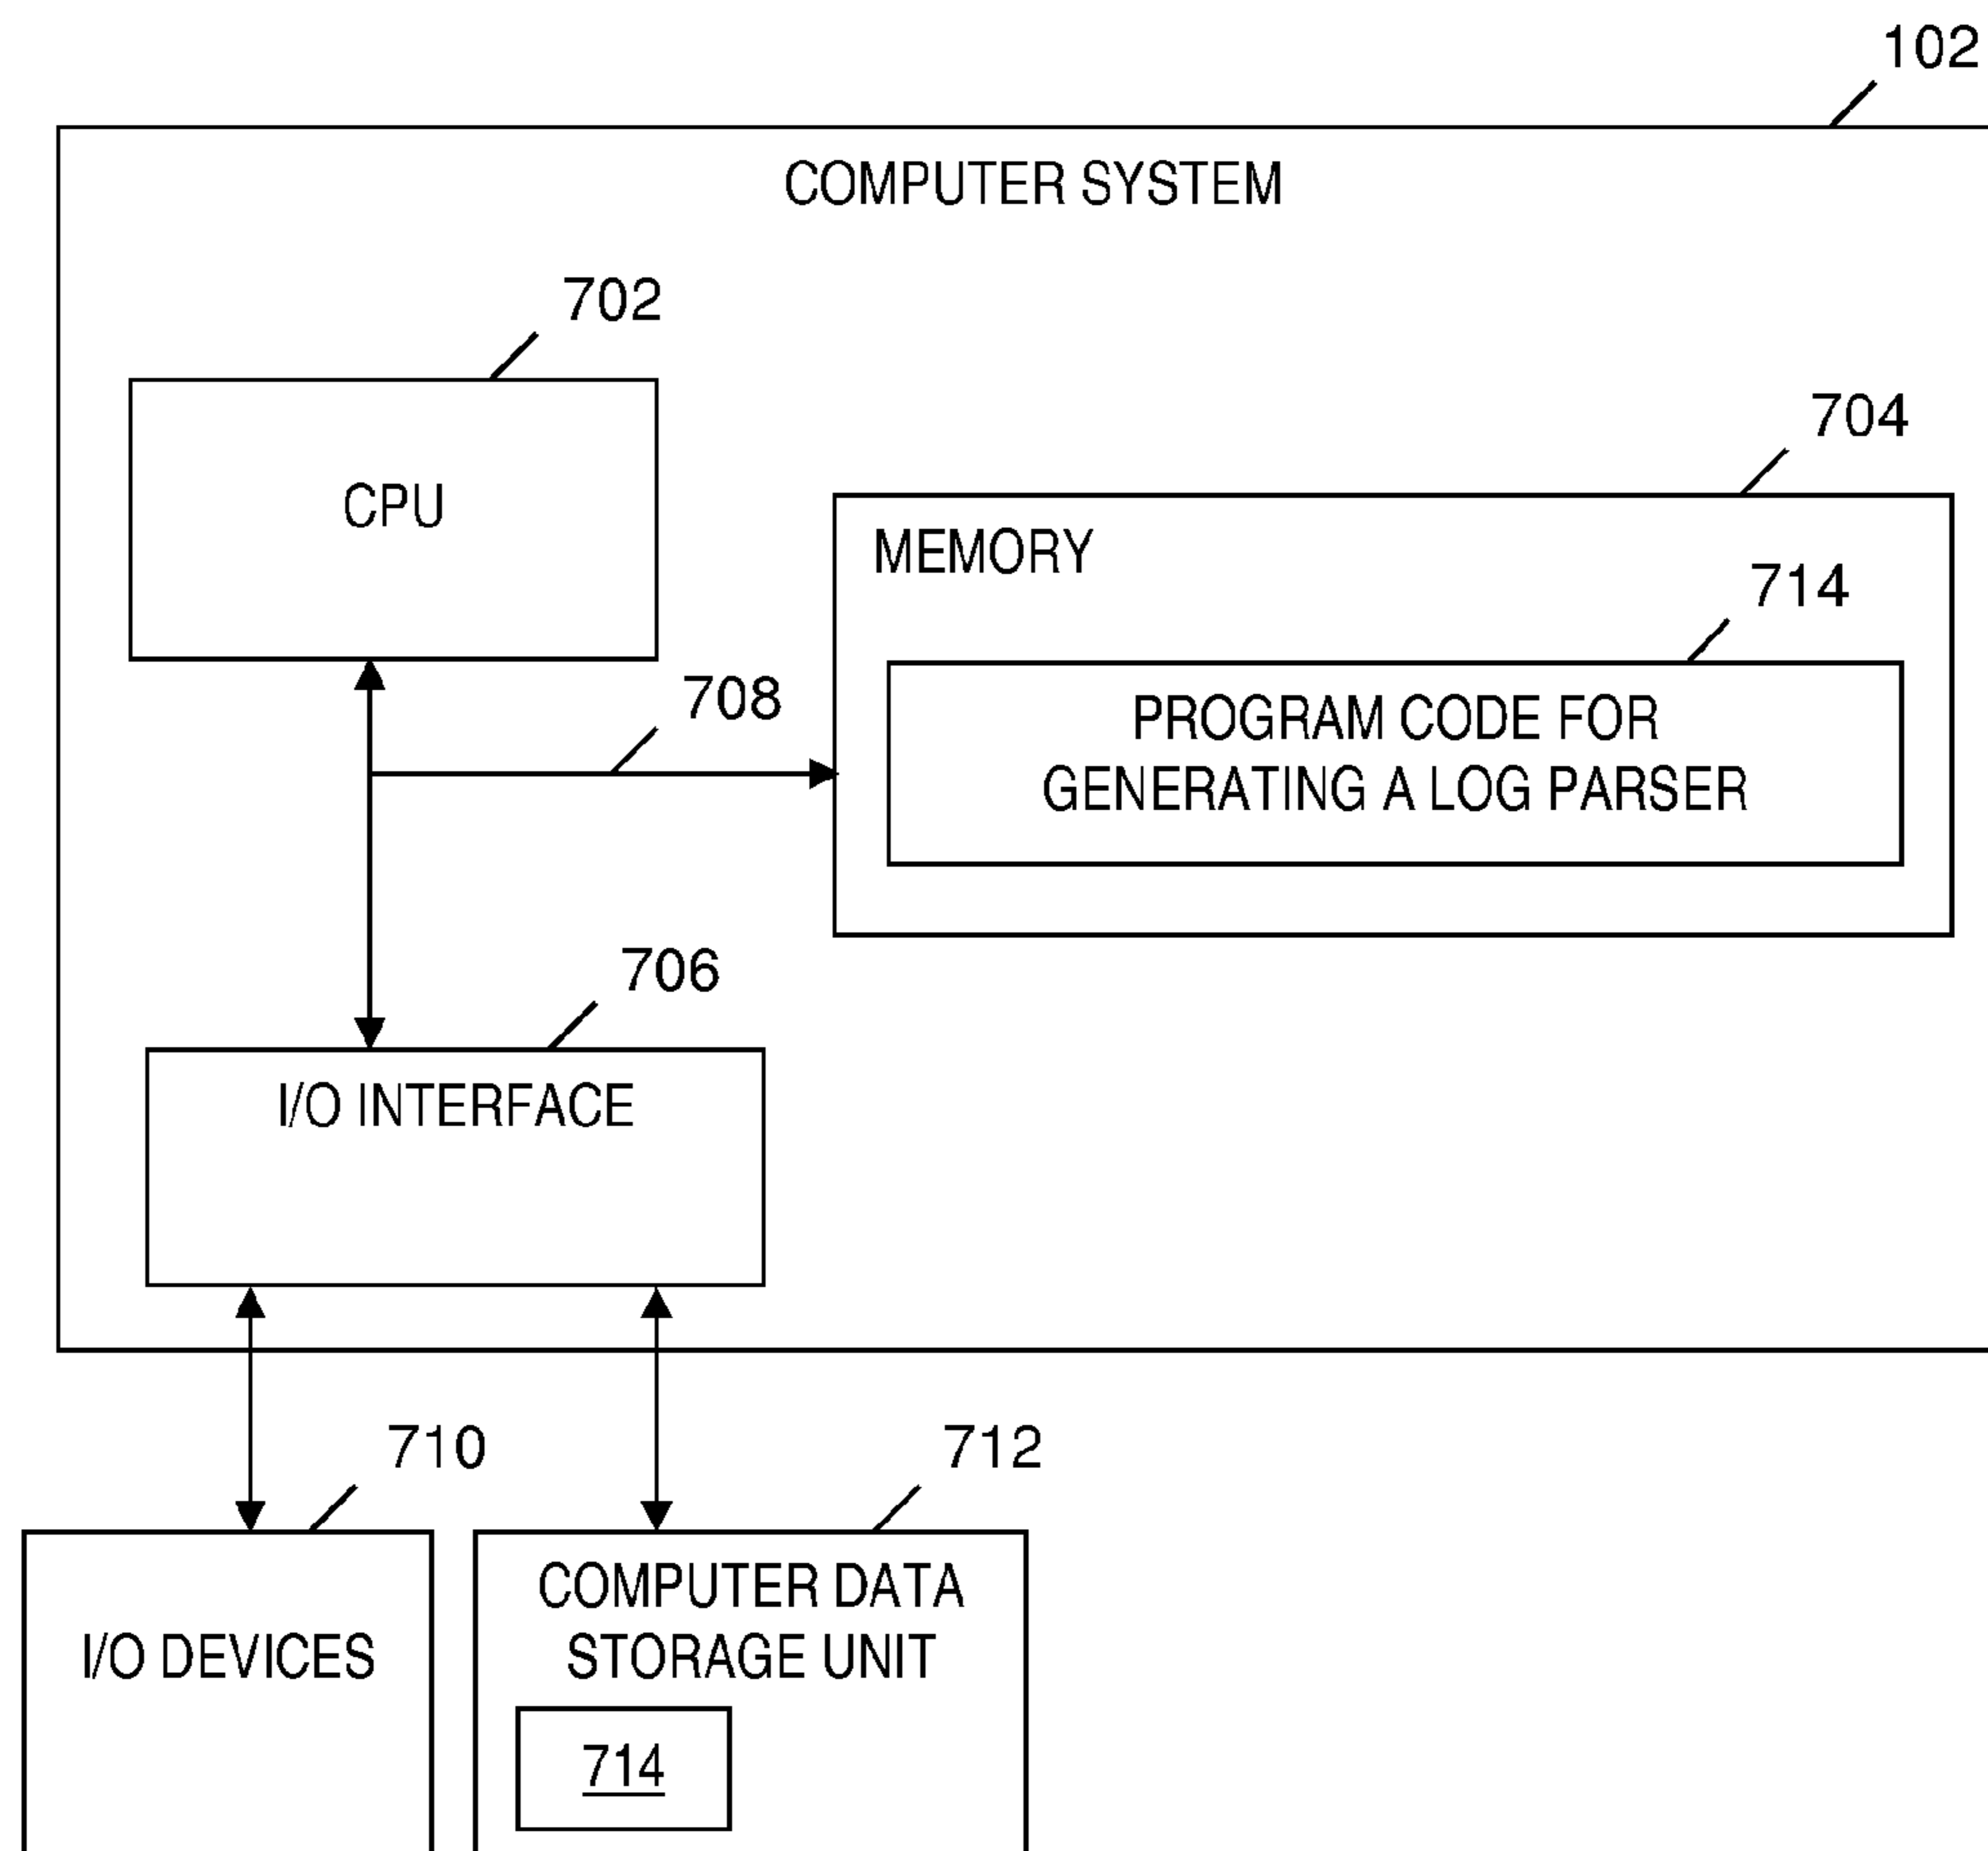 102
COMPUTER SYSTEM
702
CPU
704
MEMORY
714
PROGRAM CODE FOR
GENERATING A LOG PARSER
708
706
I/O INTERFACE
710
712
I/O DEVICES
COMPUTER DATA
STORAGE UNIT
714